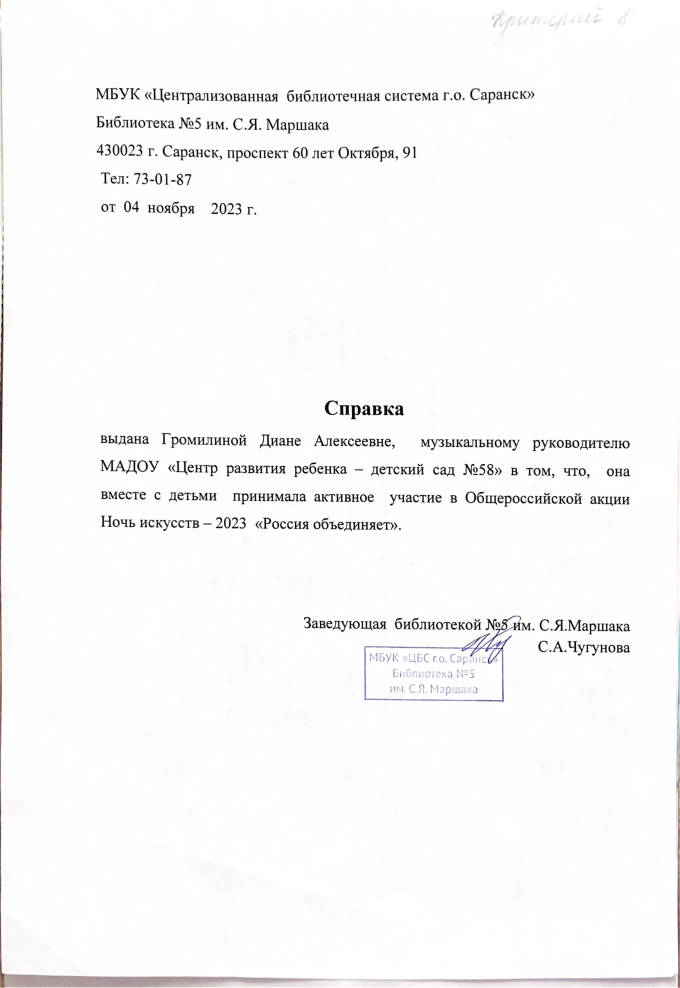 Критерий 8
МБУК «Централизованная библиотечная система г.о. Саранск»
Библиотека №5 им. С.Я. Маршака
430023 г. Саранск, проспект 60 лет Октября, 91
Тел: 73-01-87
от 04 ноября 2023 г.
Справка
выдана Громилиной Диане Алексеевне, музыкальному руководителю
МАДОУ «Центр развития ребенка – детский сад №58» в том, что, она
вместе с детьми принимала активное участие в Общероссийской акции
Ночь искусств – 2023 «Россия объединяет».
Заведующая библиотекой №5 им. С.Я.Маршака
С.А.Чугунова
МБУК «ЦБС г.о. Саранск»
Библиотека №5
им. С.Я. Маршака